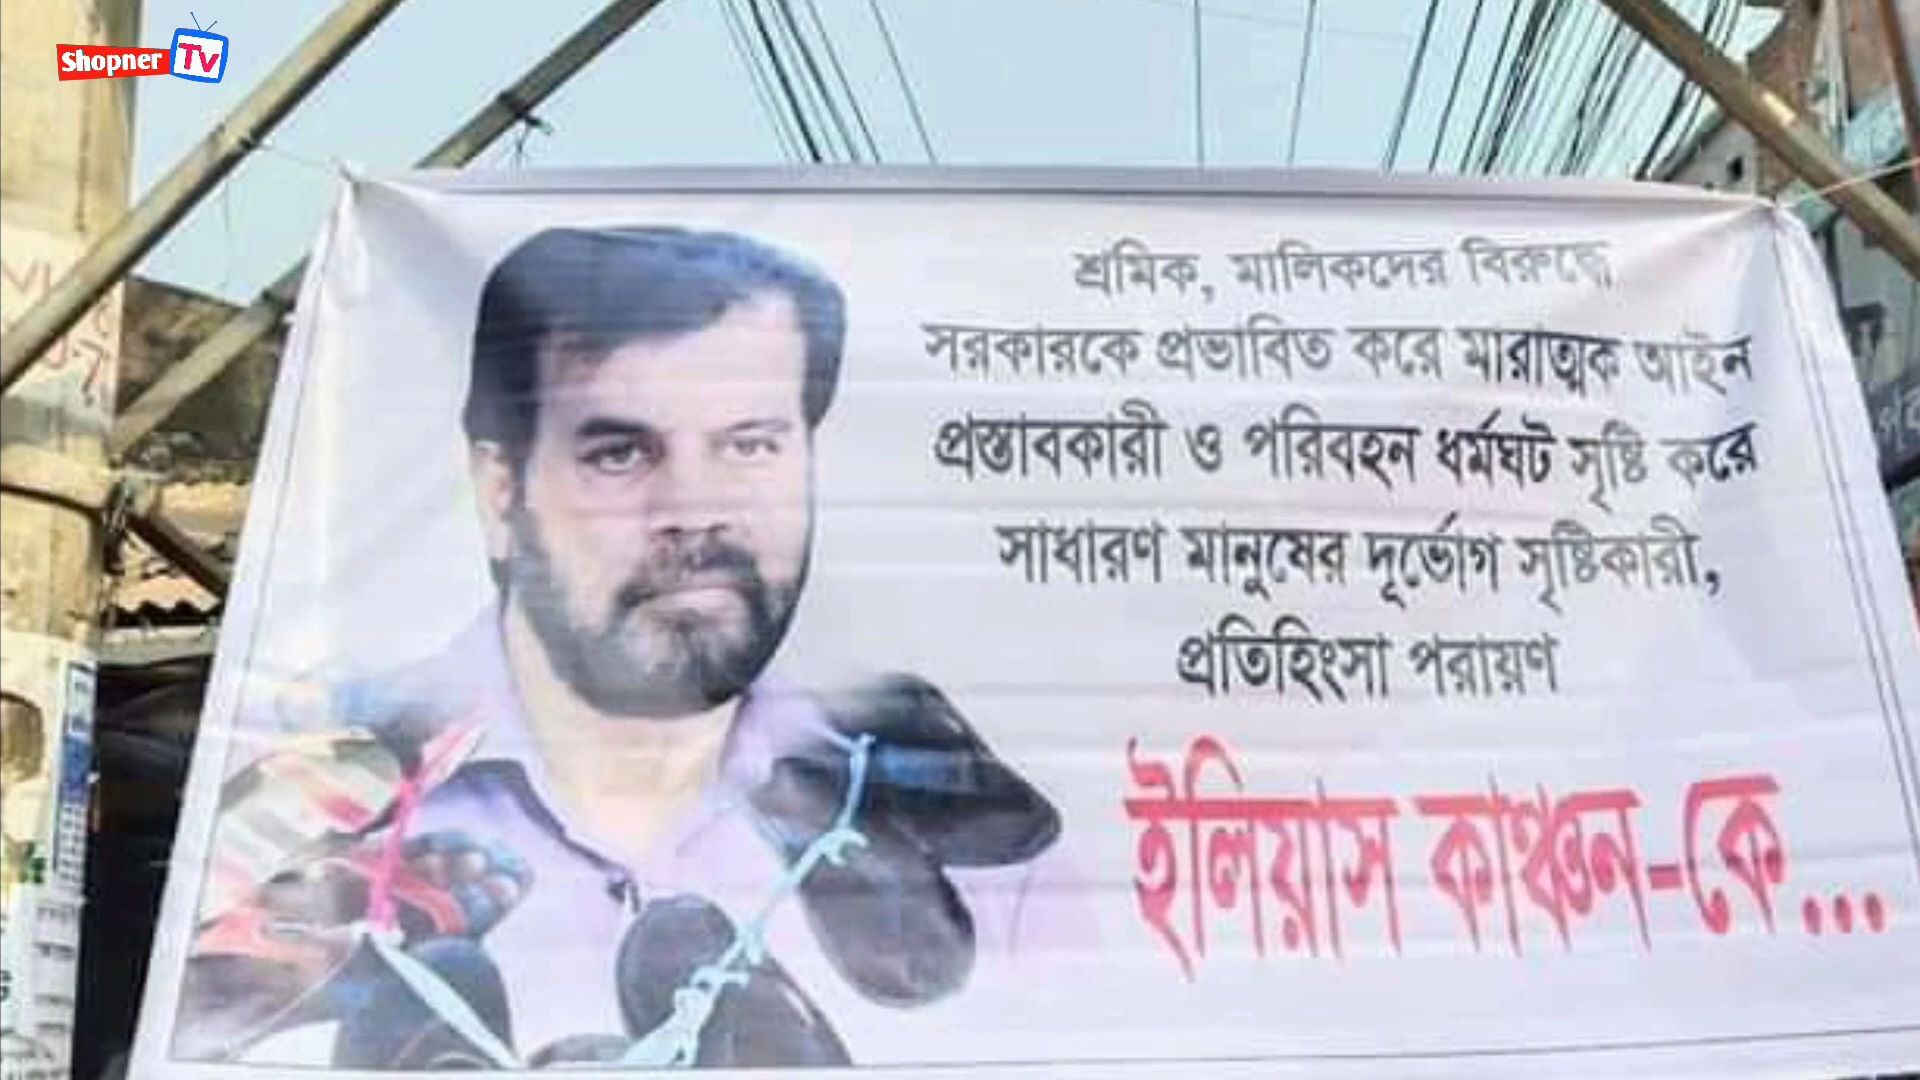 Shopner Tv
শ্রমিক, মালিকদের বিরুদ্ধে
সরকারকে প্রভাবিত করে মারাত্মক আইন
প্রস্তাবকারী ও পরিবহন ধর্মঘট সৃষ্টি করে
সাধারণ মানুষের দূর্ভোগ সৃষ্টিকারী,
প্রতিহিংসা পরায়ণ
ইলিয়াস কাঞ্চন-কে...